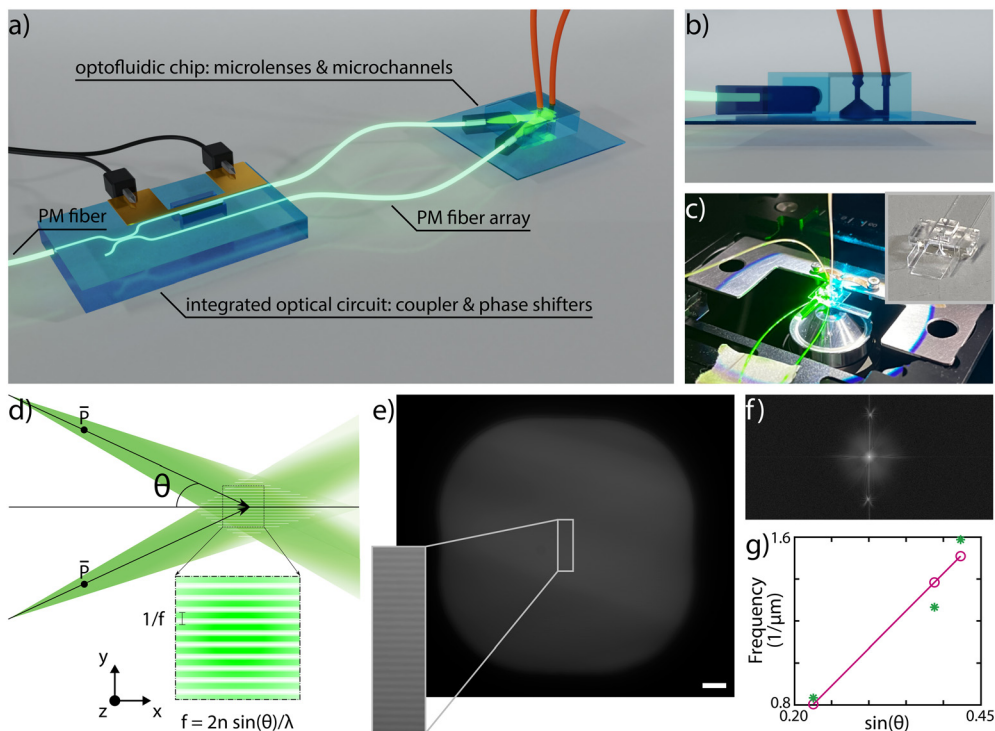 a)
optofluidic chip: microlenses & microchannels
PM fiber
PM fiber array
integrated optical circuit: coupler & phase shifters
b)
c)
d)
P̅
θ
P̅
1/f
y
z
x
f = 2n sin(θ)/λ
e)
f)
g)
1.6
Frequency
(1/μm)
0.8
0.20
0.45
sin(θ)